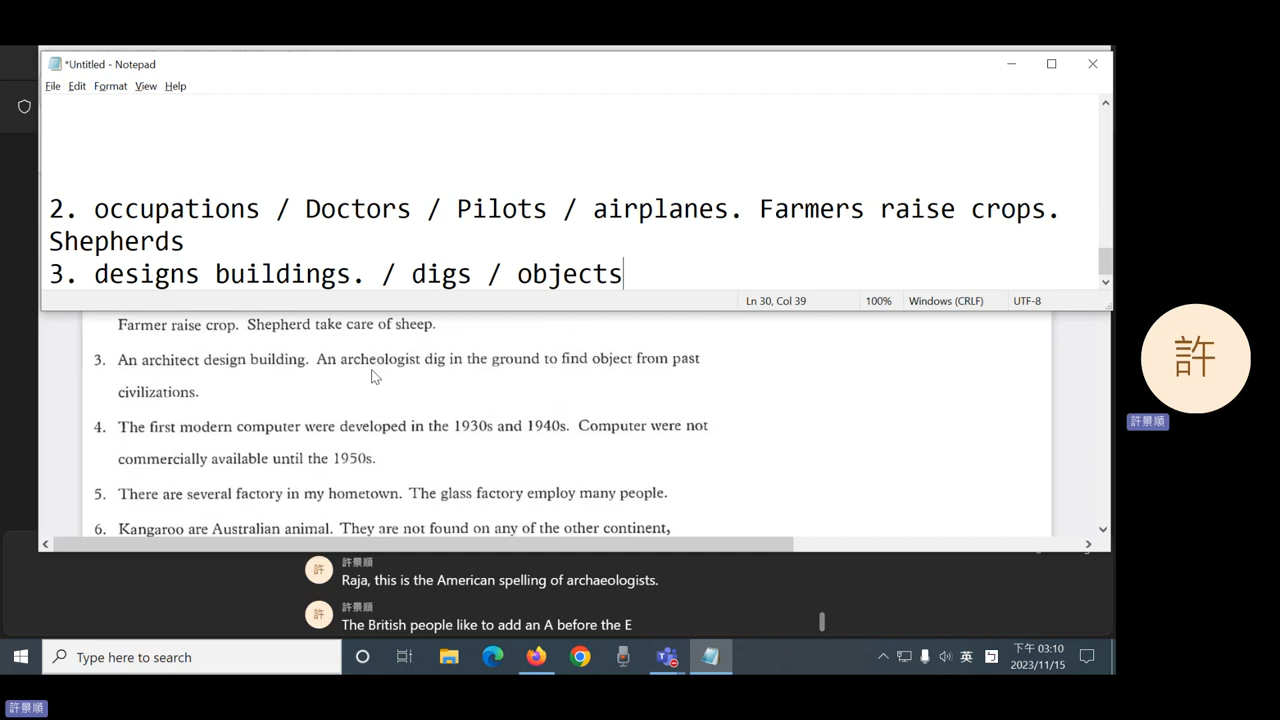 *Untitled - Notepad
File Edit Format View Help
2. occupations / Doctors / Pilots / airplanes. Farmers raise crops.
Shepherds
3. designs buildings. / digs / objects
Ln 30, Col 39 100% Windows (CRLF) UTF-8
Farmer raise crop. Shepherd take care of sheep.
3. An architect design building. An archeologist dig in the ground to find object from past
civilizations.
4. The first modern computer were developed in the 1930s and 1940s. Computer were not
commercially available until the 1950s.
5. There are several factory in my hometown. The glass factory employ many people.
6. Kangaroo are Australian animal. They are not found on any of the other continent,
許
許景順
許 許景順
Raja, this is the American spelling of archaeologists.
許 許景順
The British people like to add an A before the E
Type here to search
英
下午 03:10
2023/11/15
許景順